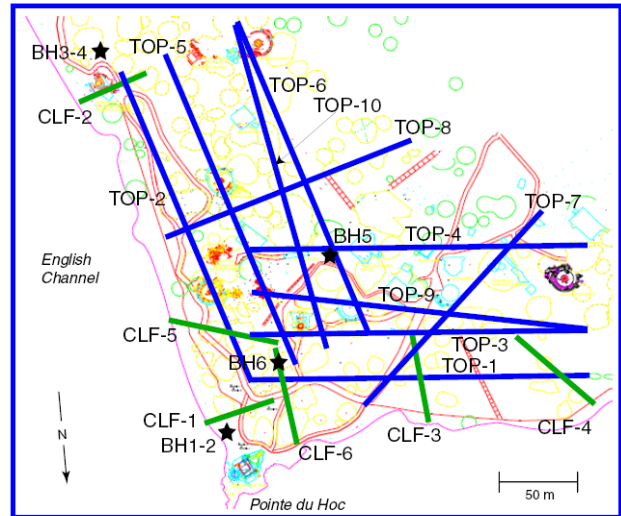 BH3-4
TOP-5
TOP-6
TOP-10
TOP-8
CLF-2
TOP-2
TOP-7
BH5
TOP-4
English
Channel
TOP-9
CLF-5
TOP-3
BH6
TOP-1
CLF-1
BH1-2
CLF-6
CLF-3
CLF-4
N
50 m
Pointe du Hoc